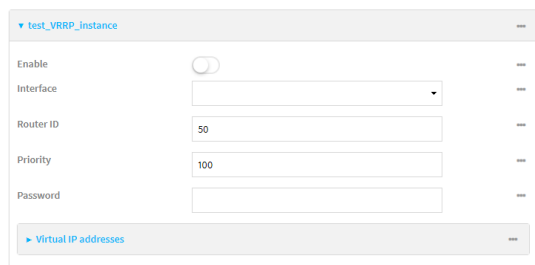 test_VRRP_instance
Enable
Interface
Router ID 50
Priority 100
Password
Virtual IP addresses